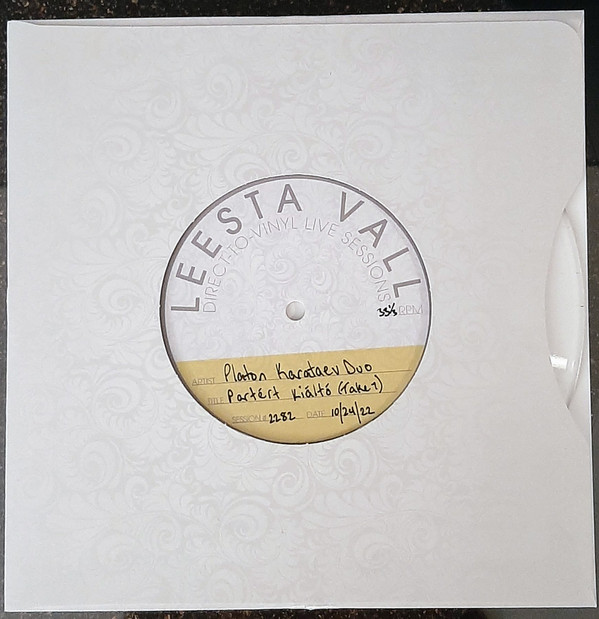 LEESTA VALL
DIRECT-TO-VINYL LIVE SESSIONS
33⅓ RPM
ARTIST Platon Karataev Duo
TITLE Partért Kiáltó (Take 1)
SESSION # 2282 DATE 10/24/22